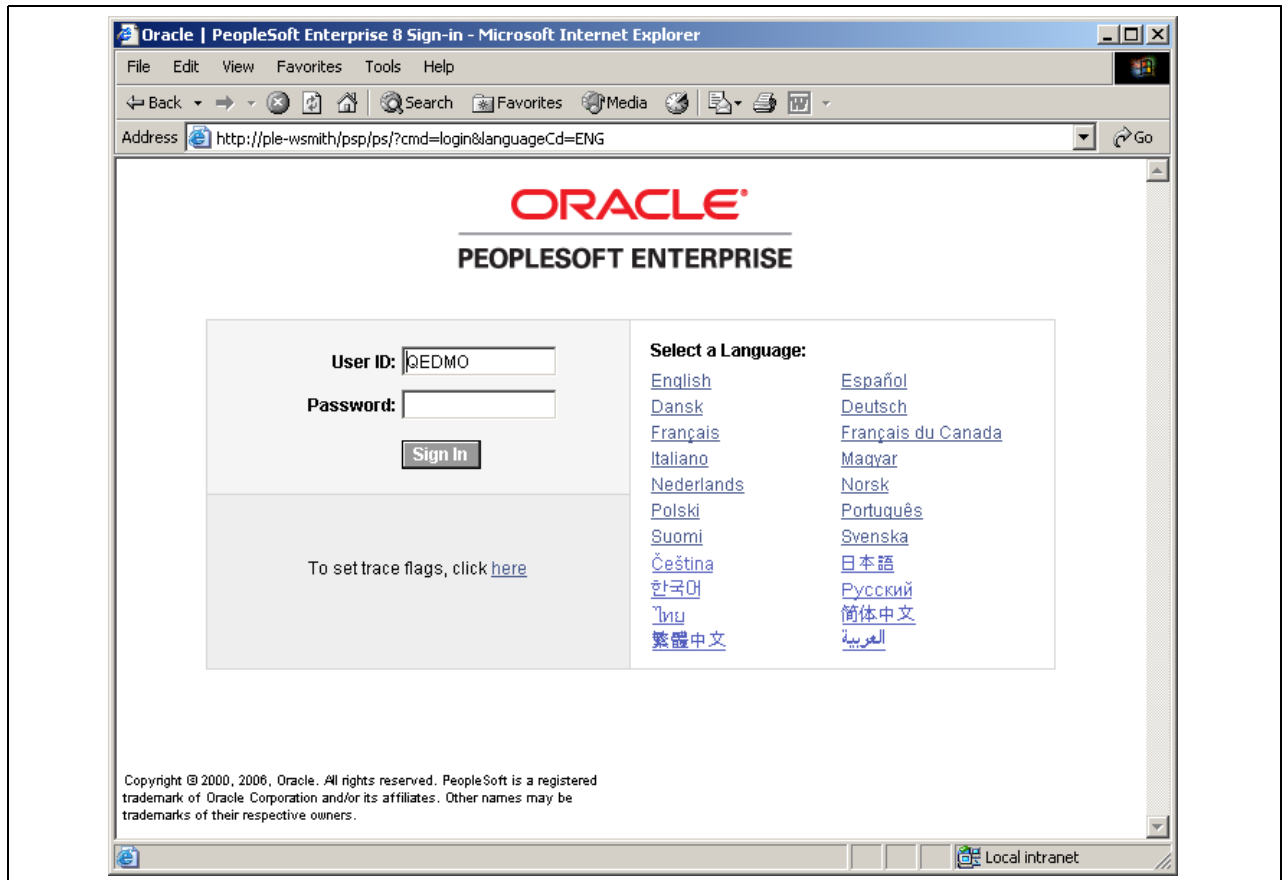 Oracle | PeopleSoft Enterprise 8 Sign-in - Microsoft Internet Explorer
File Edit View Favorites Tools Help
Back Search Favorites Media
Address http://ple-wsmith/psp/ps/?cmd=login&languageCd=ENG Go
ORACLE®
PEOPLESOFT ENTERPRISE
User ID: QEDMO
Password:
Sign In
To set trace flags, click here
Select a Language:
English Español
Dansk Deutsch
Français Français du Canada
Italiano Magyar
Nederlands Norsk
Polski Português
Suomi Svenska
Čeština 日本語
한국어 Русский
ไทย 简体中文
繁體中文 العربية
Copyright © 2000, 2006, Oracle. All rights reserved. PeopleSoft is a registered
trademark of Oracle Corporation and/or its affiliates. Other names may be
trademarks of their respective owners.
Local intranet